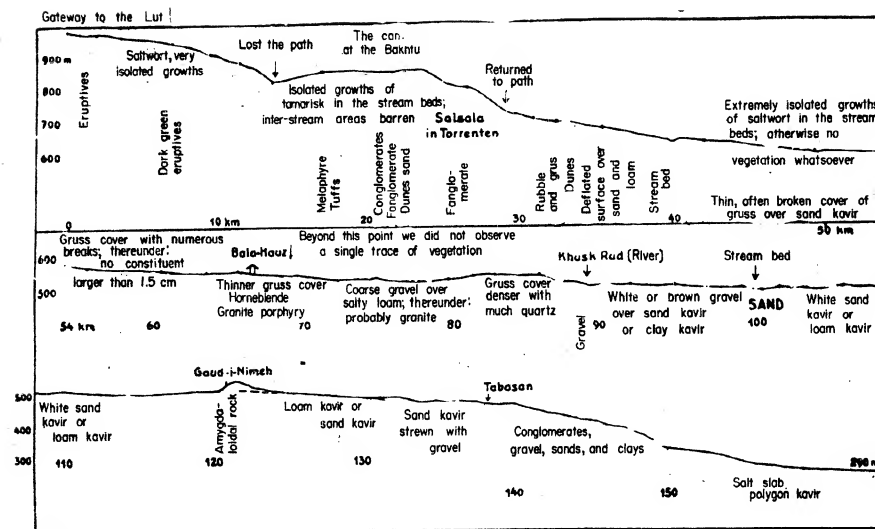 Gateway to the Lut
900 m
800
700
600
Eruptives
Saltwort, very
isolated growths
Dark green
eruptives
Lost the path
The can.
at the Bakntu
Isolated growths of
tamarisk in the stream beds;
inter-stream areas barren
Salsala
in Torrenten
Returned
to path
Extremely isolated growths
of saltwort in the stream
beds; otherwise no
vegetation whatsoever
Melaphyre
Tuffs
Conglomerates
Fanglomerate
Dunes sand
Fanglo-
merate
Rubble
and grus
Dunes
Deflated
surface over
sand and
loam
Stream
bed
Thin, often broken cover of
gruss over sand kavir
0
10 km
20
30
40
50 km
Gruss cover with numerous
breaks; thereunder:
no constituent
larger than 1.5 cm
600
500
Bala-Hauz
Beyond this point we did not observe
a single trace of vegetation
Thinner gruss cover
Horneblende
Granite porphyry
Coarse gravel over
salty loam; thereunder:
probably granite
Gruss cover
denser with
much quartz
Khusk Rud (River)
Gravel
White or brown gravel
over sand kavir
or clay kavir
Stream bed
SAND
White sand
kavir or
loam kavir
54 km
60
70
80
90
100
Gaud-i-Nimeh
500
400
300
White sand
kavir or
loam kavir
Amygda-
loidal rock
Loam kavir or
sand kavir
Sand kavir
strewn with
gravel
Tabasan
Conglomerates,
gravel, sands, and clays
Salt slab
polygon kavir
290 m
110
120
130
140
150